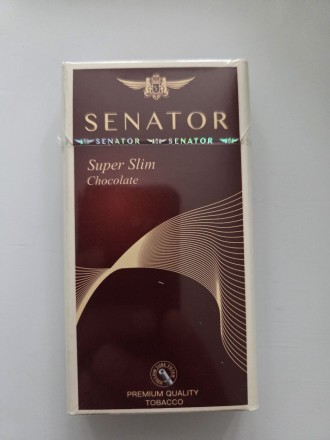 SENATOR
SENATOR SENATOR
Super Slim
Chocolate
PREMIUM QUALITY
TOBACCO